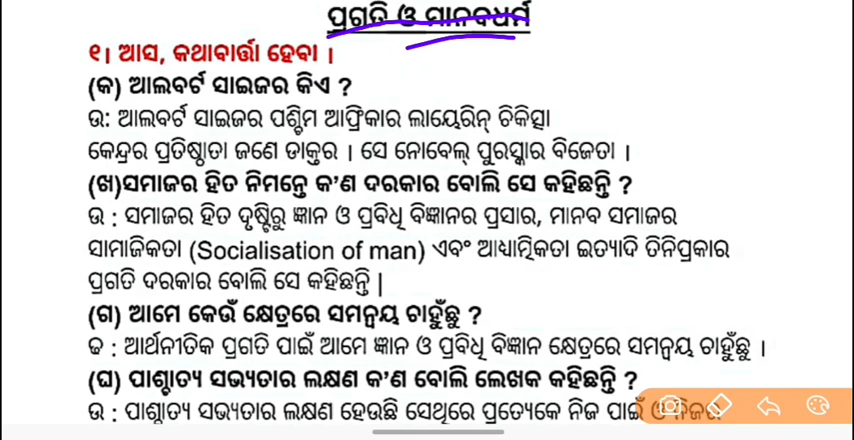 ପ୍ରଗତି ଓ ମାନବଧର୍ମ
୧। ଆସ, କଥାବାର୍ତ୍ତା ହେବା ।
(କ) ଆଲବର୍ଟ ସାଇଜର କିଏ ?
ଉ: ଆଲବର୍ଟ ସାଇଜର ପଶ୍ଚିମ ଆଫ୍ରିକାର ଲାୟେରିନ୍ ଚିକିତ୍ସା
କେନ୍ଦ୍ରର ପ୍ରତିଷ୍ଠାତା ଜଣେ ଡାକ୍ତର । ସେ ନୋବେଲ୍ ପୁରସ୍କାର ବିଜେତା ।
(ଖ)ସମାଜର ହିତ ନିମନ୍ତେ କ'ଣ ଦରକାର ବୋଲି ସେ କହିଛନ୍ତି ?
ଉ : ସମାଜର ହିତ ଦୃଷ୍ଟିରୁ ଜ୍ଞାନ ଓ ପ୍ରବିଧି ବିଜ୍ଞାନର ପ୍ରସାର, ମାନବ ସମାଜର
ସାମାଜିକତା (Socialisation of man) ଏବଂ ଆଧ୍ୟାତ୍ମିକତା ଇତ୍ୟାଦି ତିନିପ୍ରକାର
ପ୍ରଗତି ଦରକାର ବୋଲି ସେ କହିଛନ୍ତି |
(ଗ) ଆମେ କେଉଁ କ୍ଷେତ୍ରରେ ସମନ୍ୱୟ ଚାହୁଁଛୁ ?
ଢ : ଆର୍ଥନୀତିକ ପ୍ରଗତି ପାଇଁ ଆମେ ଜ୍ଞାନ ଓ ପ୍ରବିଧି ବିଜ୍ଞାନ କ୍ଷେତ୍ରରେ ସମନ୍ୱୟ ଚାହୁଁଛୁ ।
(ଘ) ପାଶ୍ଚାତ୍ୟ ସଭ୍ୟତାର ଲକ୍ଷଣ କ'ଣ ବୋଲି ଲେଖକ କହିଛନ୍ତି ?
ଉ : ପାଶ୍ଚାତ୍ୟ ସଭ୍ୟତାର ଲକ୍ଷଣ ହେଉଛି ସେଥିରେ ପ୍ରତ୍ୟେକେ ନିଜ ପାଇଁ ଓ ନିଜର